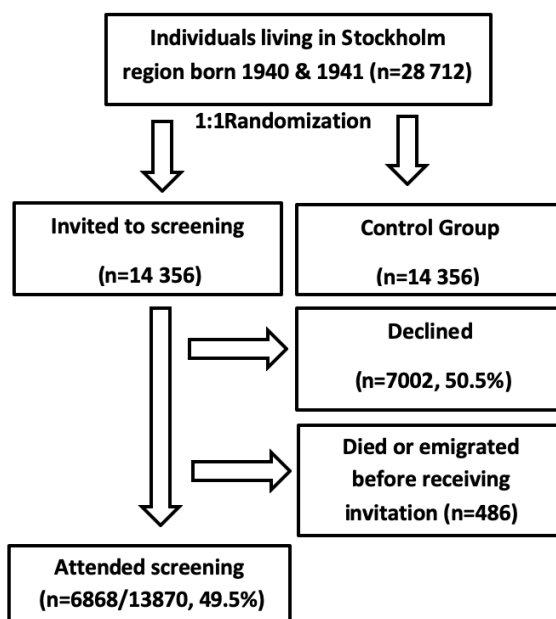 Individuals living in Stockholm
region born 1940 & 1941 (n=28 712)
1:1Randomization
Invited to screening
(n=14 356)
Control Group
(n=14 356)
Declined
(n=7002, 50.5%)
Died or emigrated
before receiving
invitation (n=486)
Attended screening
(n=6868/13870, 49.5%)